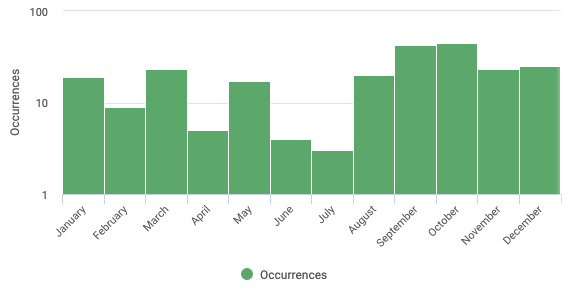 100
10
1
Occurrences
January
February
March
April
May
June
July
August
September
October
November
December
Occurrences